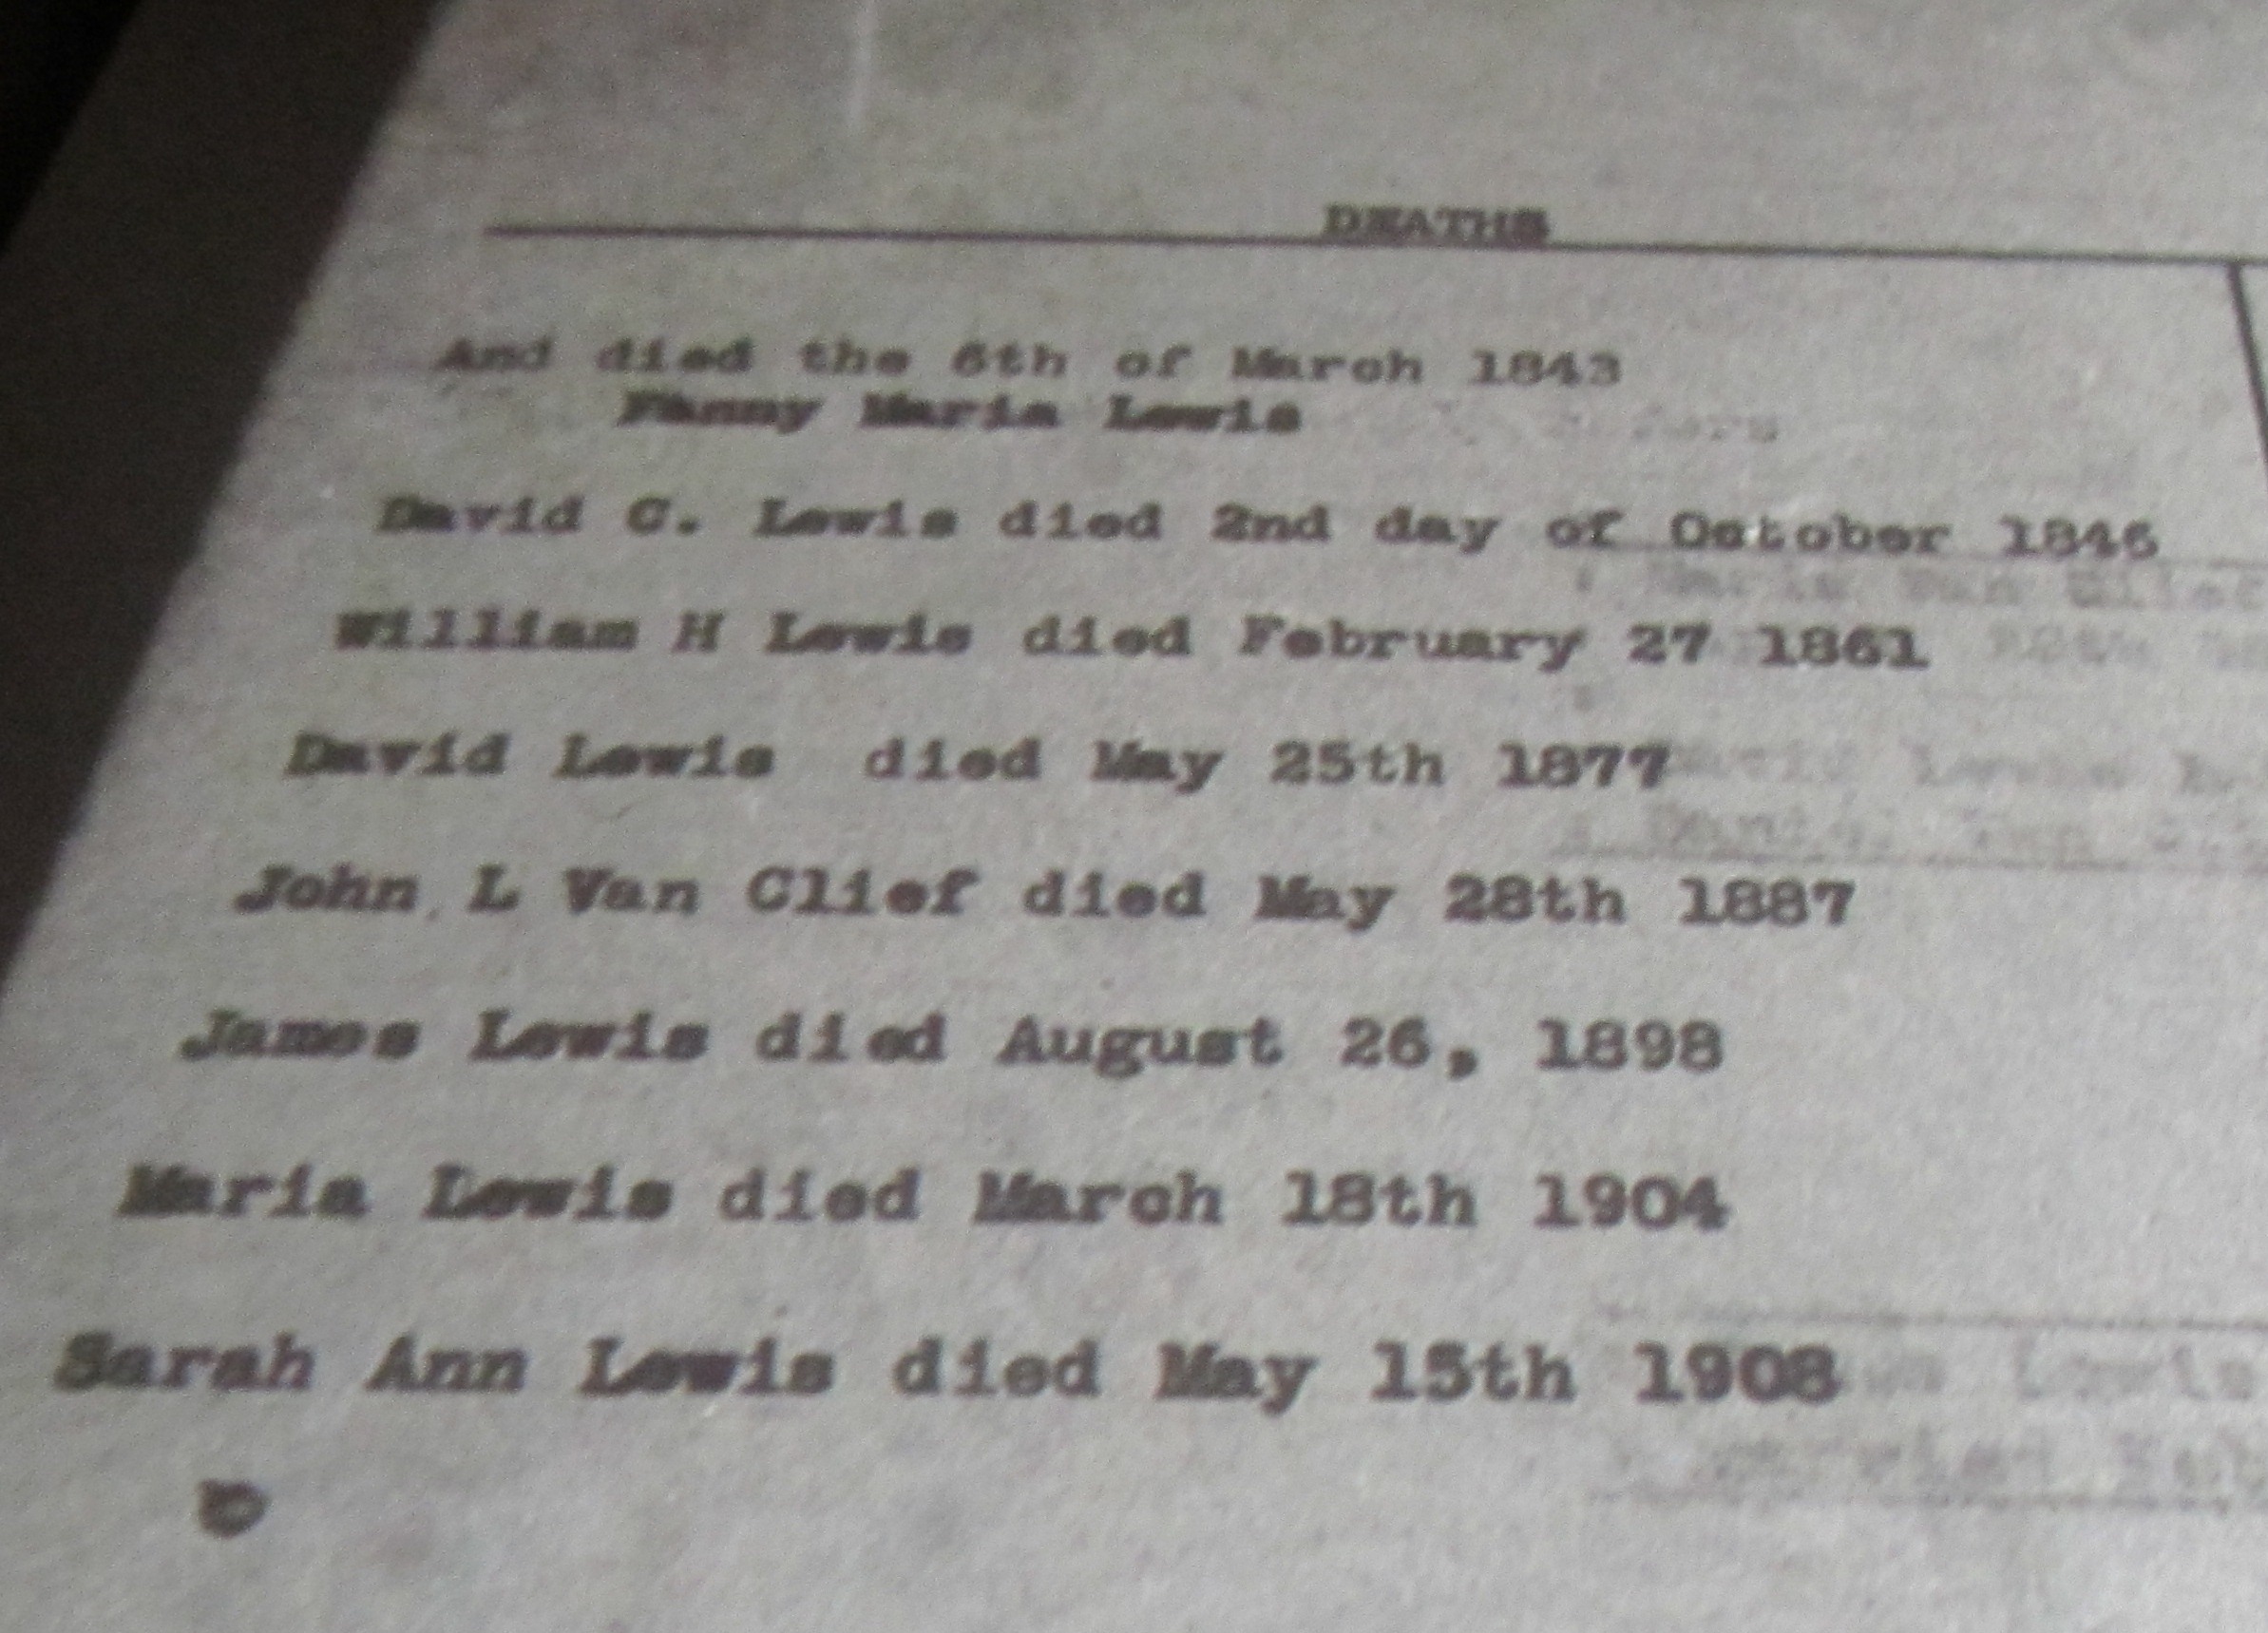 DEATHS
And died the 6th of March 1843
Fanny Maria Lewis
David C. Lewis died 2nd day of October 1846
William H Lewis died February 27 1861
David Lewis died May 25th 1877
John L Van Clief died May 28th 1887
James Lewis died August 26, 1898
Maria Lewis died March 18th 1904
Sarah Ann Lewis died May 15th 1908